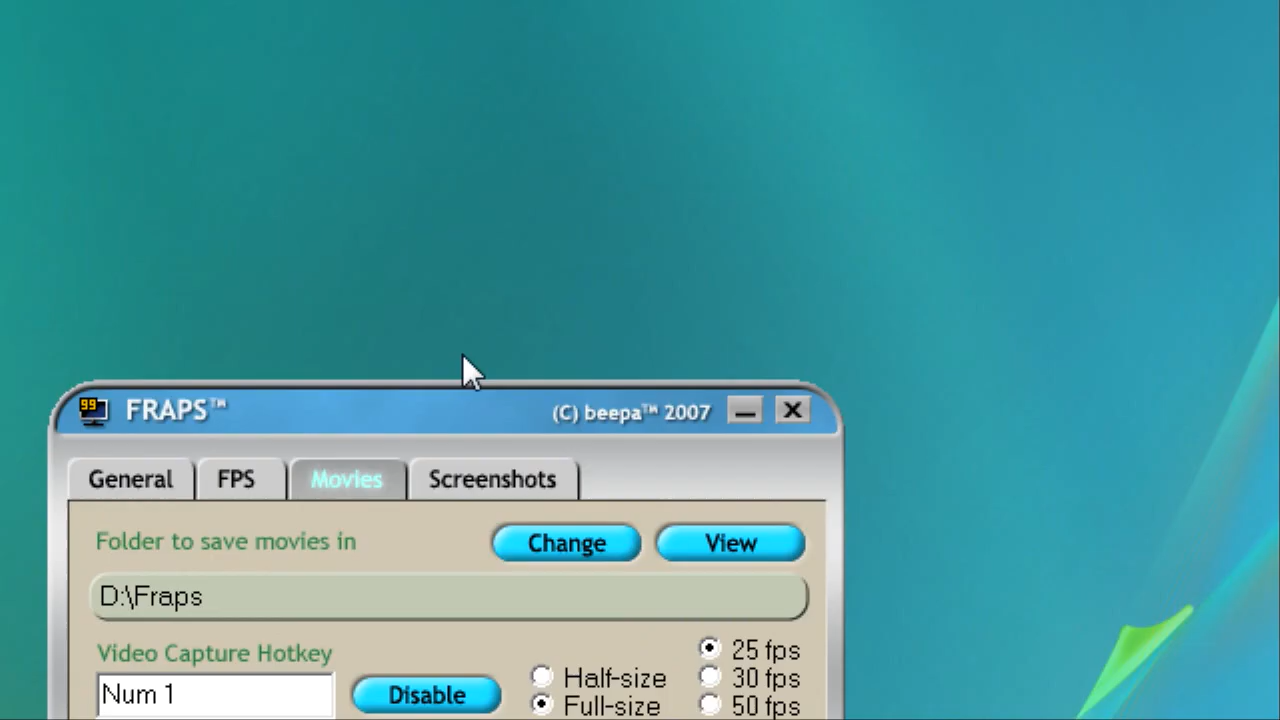 99 FRAPS™ (C) beepa™ 2007
General FPS Movies Screenshots
Folder to save movies in Change View
D:\Fraps
Video Capture Hotkey 25 fps
Half-size 30 fps
Num 1 Disable Full-size 50 fps